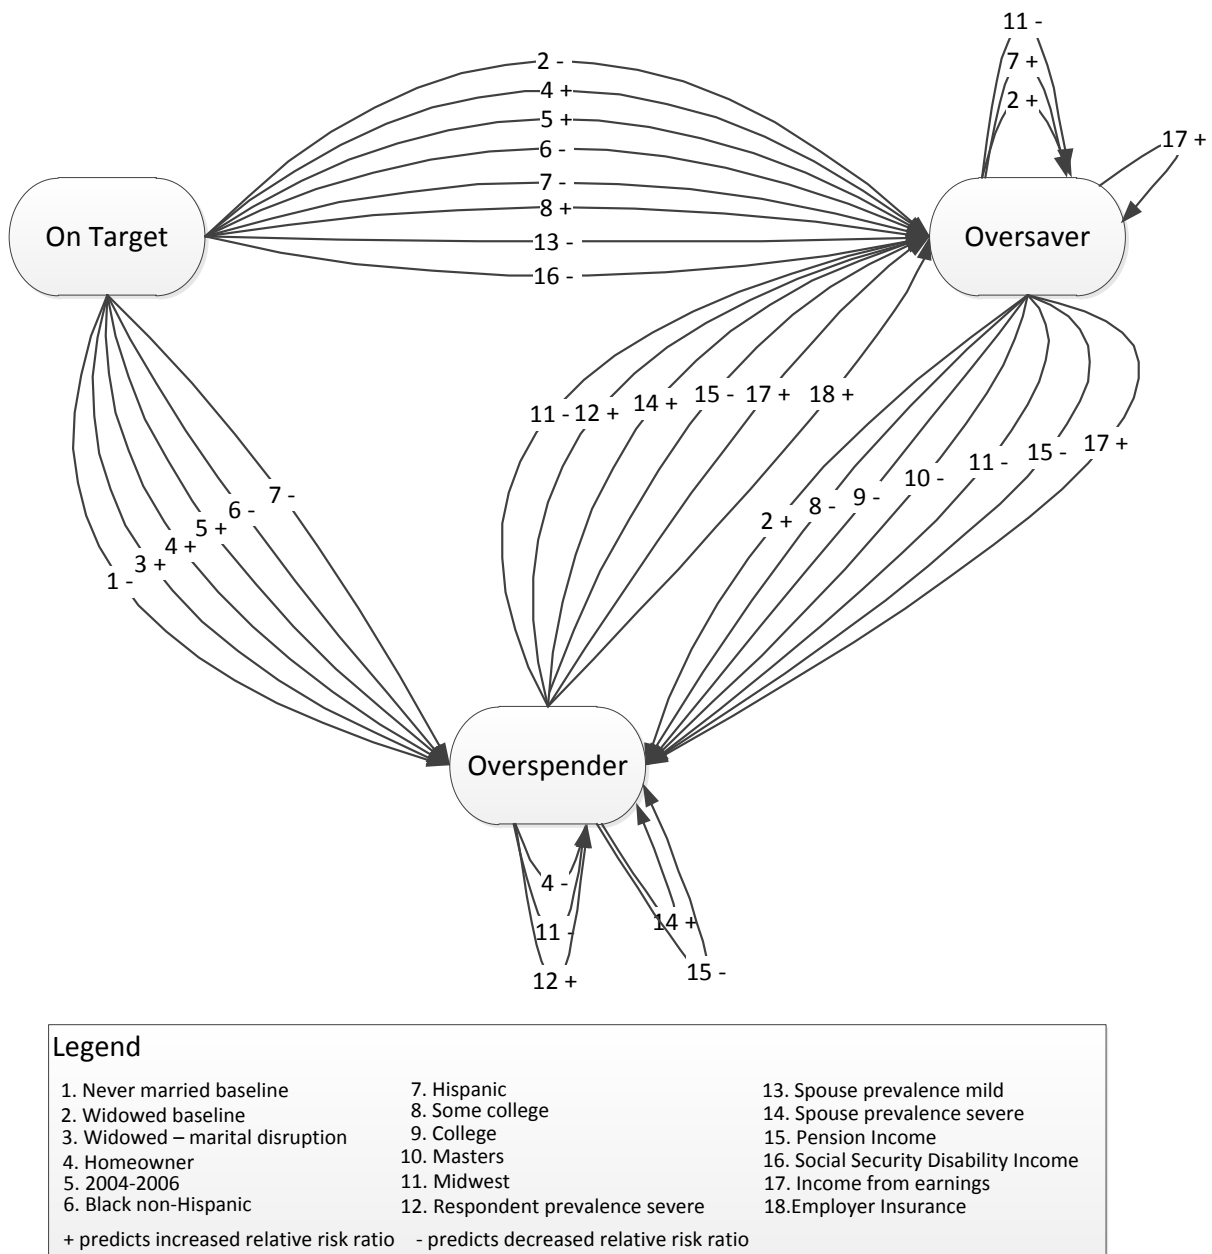 11 -
7 +
2 +
17 +
2 -
4 +
5 +
6 -
7 -
8 +
13 -
16 -
On Target
Oversaver
11 -
12 +
14 +
15 -
17 +
18 +
2 +
8 -
9 -
10 -
11 -
15 -
17 +
1 -
3 +
4 +
5 +
6 -
7 -
Overspender
4 -
11 -
12 +
14 +
15 -
Legend
1. Never married baseline
2. Widowed baseline
3. Widowed – marital disruption
4. Homeowner
5. 2004-2006
6. Black non-Hispanic
7. Hispanic
8. Some college
9. College
10. Masters
11. Midwest
12. Respondent prevalence severe
13. Spouse prevalence mild
14. Spouse prevalence severe
15. Pension Income
16. Social Security Disability Income
17. Income from earnings
18.Employer Insurance
+ predicts increased relative risk ratio - predicts decreased relative risk ratio